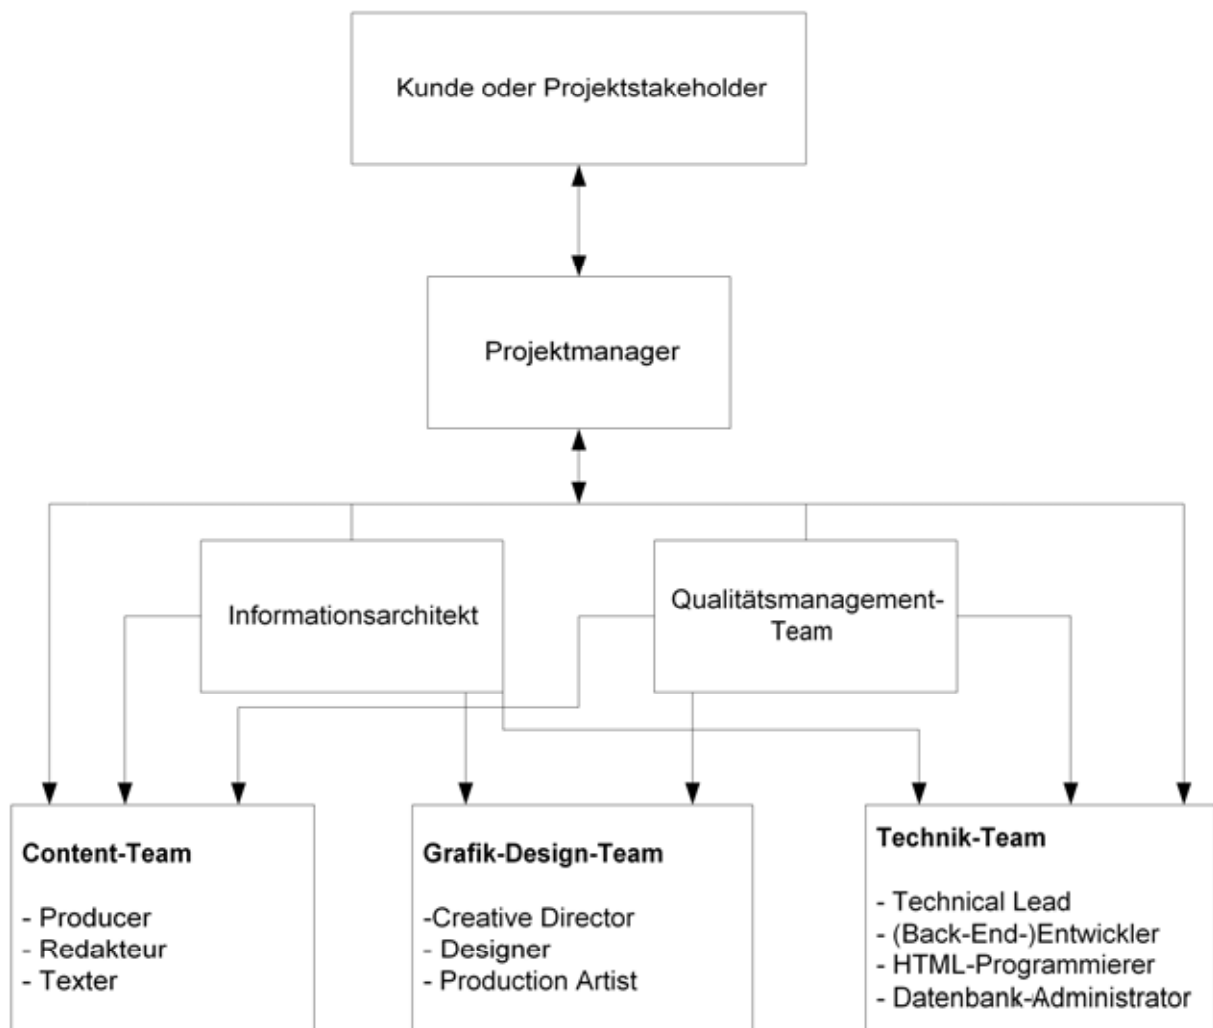 Kunde oder Projektstakeholder
Projektmanager
Informationsarchitekt
Qualitätsmanagement-
Team
Content-Team
- Producer
- Redakteur
- Texter
Grafik-Design-Team
-Creative Director
- Designer
- Production Artist
Technik-Team
- Technical Lead
- (Back-End-)Entwickler
- HTML-Programmierer
- Datenbank-Administrator